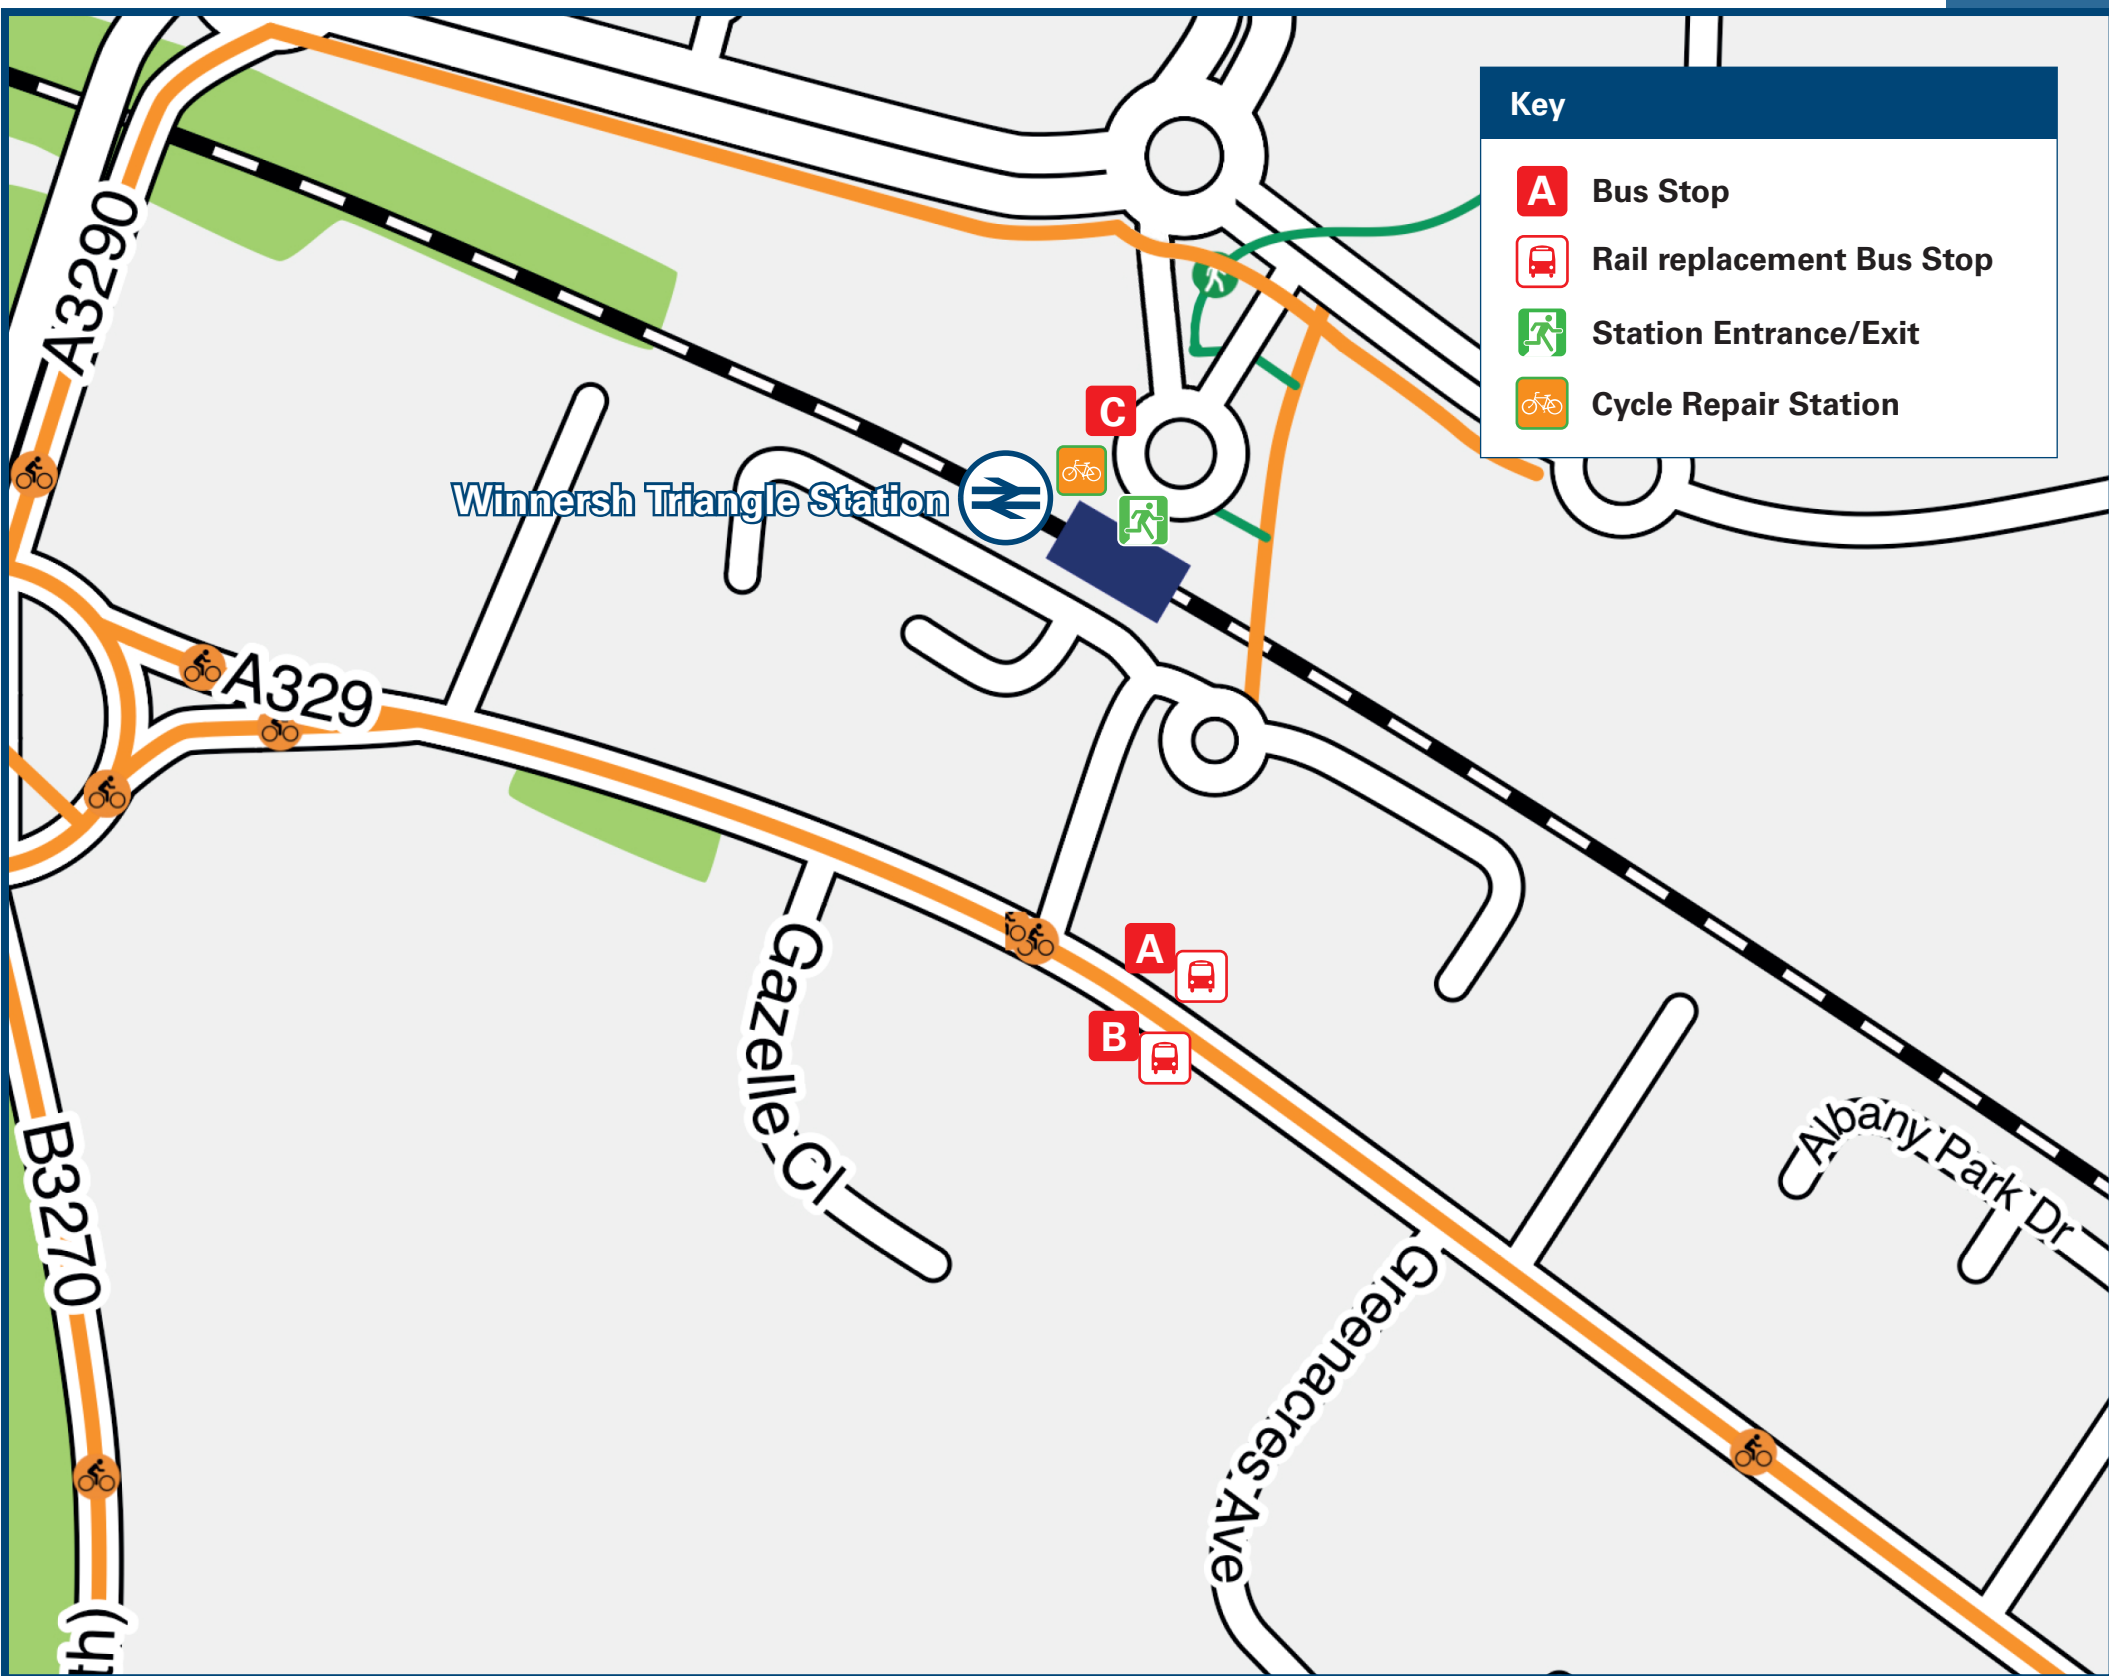 Key
A Bus Stop
Rail replacement Bus Stop
Station Entrance/Exit
Cycle Repair Station
A3290
C
Winnersh Triangle Station
A329
A
B
Gazelle Cl
B3270
Albany Park Dr
Greenacres Ave